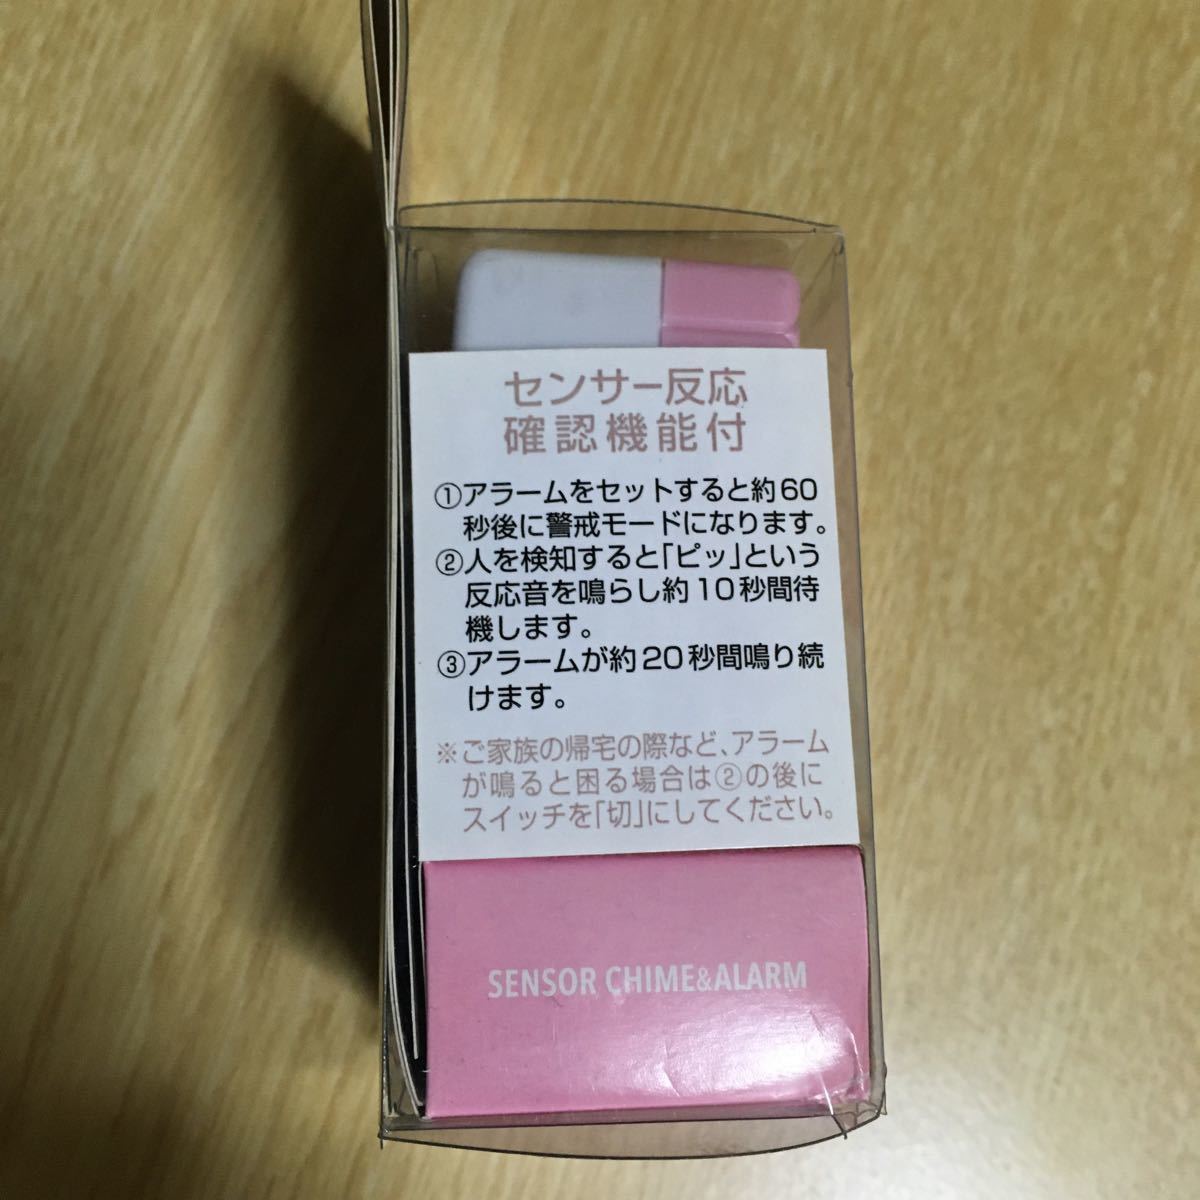 センサー反応
確認機能付
①アラームをセットすると約60
秒後に警戒モードになります。
②人を検知すると「ピッ」という
反応音を鳴らし約10秒間待
機します。
③アラームが約20秒間鳴り続
けます。
※ご家族の帰宅の際など、アラーム
が鳴ると困る場合は②の後に
スイッチを「切」にしてください。
SENSOR CHIME&ALARM